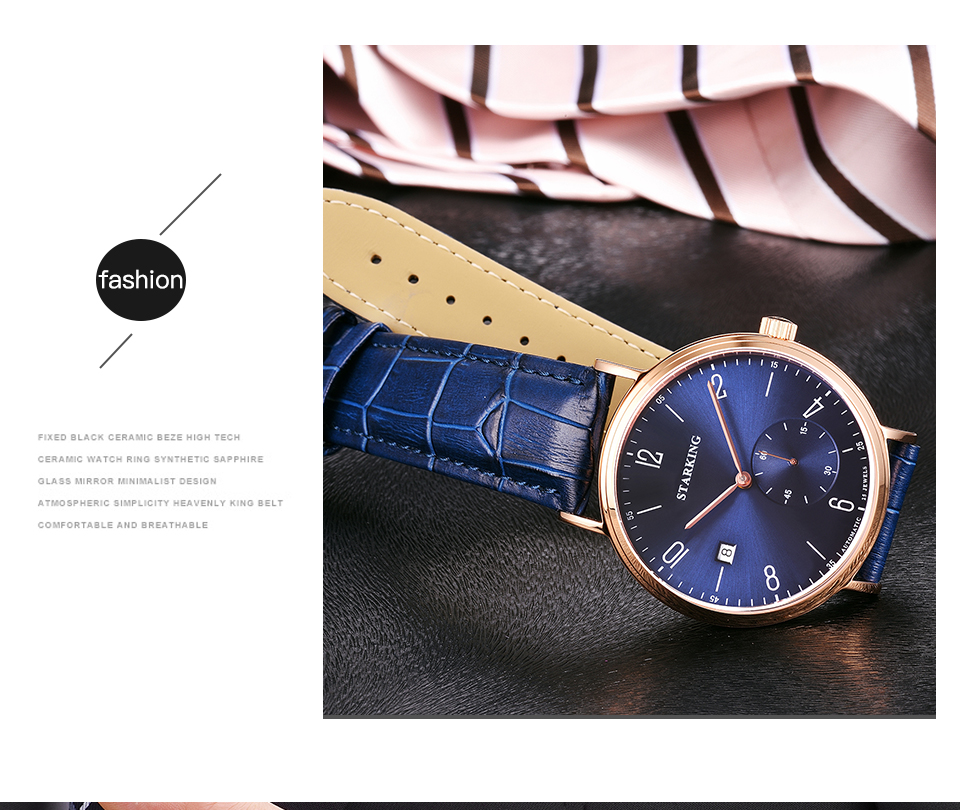 fashion
FIXED BLACK CERAMIC BEZE HIGH TECH
CERAMIC WATCH RING SYNTHETIC SAPPHIRE
GLASS MIRROR MINIMALIST DESIGN
ATMOSPHERIC SIMPLICITY HEAVENLY KING BELT
COMFORTABLE AND BREATHABLE
STARKING
12
2
4
6
8
10
05
15
25
35
45
55
60
15
30
45
8
AUTOMATIC 25 JEWELS